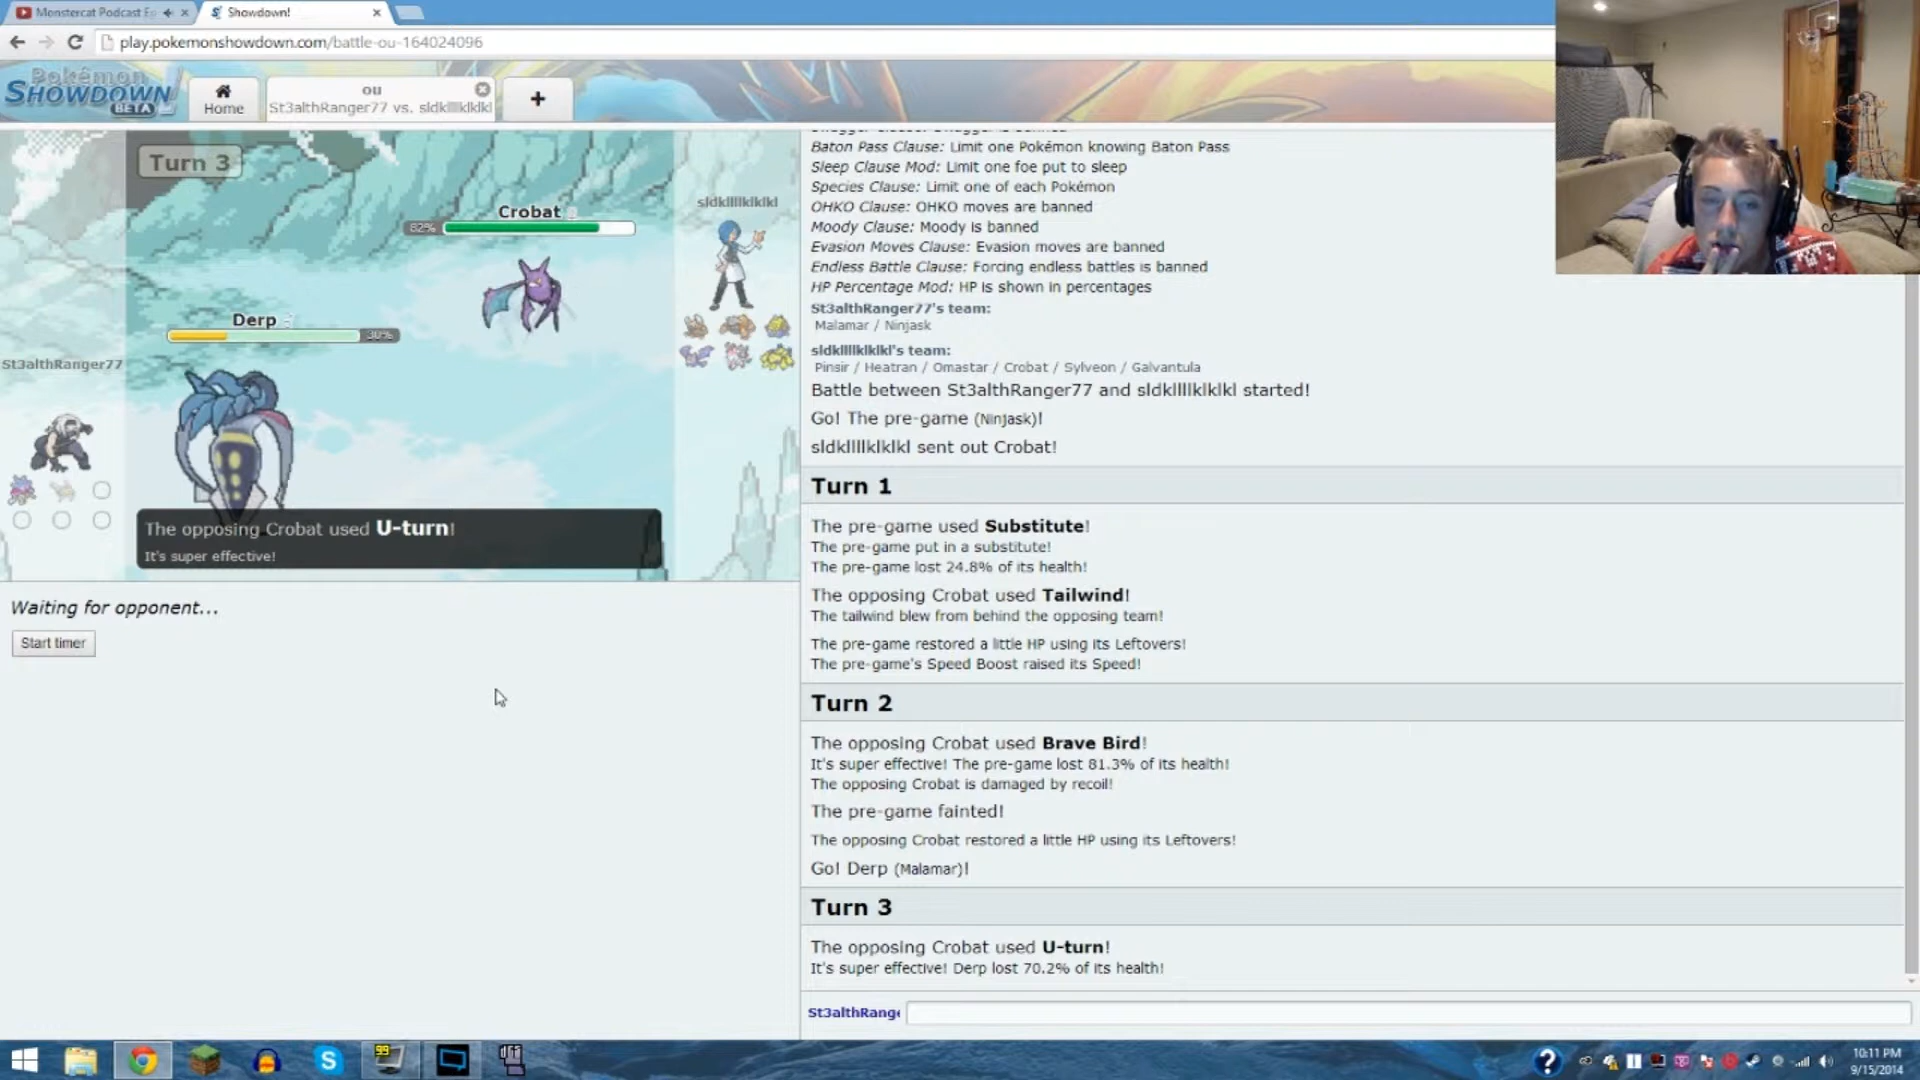 Monstercat Podcast Ep
Showdown!
play.pokemonshowdown.com/battle-ou-164024096
Pokémon
SHOWDOWN
BETA
Home
ou
St3althRanger77 vs. sldkllllklklkl
+
Turn 3
Crobat
82%
Derp
30%
sldkllllklklkl
St3althRanger77
The opposing Crobat used U-turn!
It's super effective!
Waiting for opponent...
Start timer
Baton Pass Clause: Limit one Pokémon knowing Baton Pass
Sleep Clause Mod: Limit one foe put to sleep
Species Clause: Limit one of each Pokémon
OHKO Clause: OHKO moves are banned
Moody Clause: Moody is banned
Evasion Moves Clause: Evasion moves are banned
Endless Battle Clause: Forcing endless battles is banned
HP Percentage Mod: HP is shown in percentages
St3althRanger77's team:
Malamar / Ninjask
sldkllllklklkl's team:
Pinsir / Heatran / Omastar / Crobat / Sylveon / Galvantula
Battle between St3althRanger77 and sldkllllklklkl started!
Go! The pre-game (Ninjask)!
sldkllllklklkl sent out Crobat!
Turn 1
The pre-game used Substitute!
The pre-game put in a substitute!
The pre-game lost 24.8% of its health!
The opposing Crobat used Tailwind!
The tailwind blew from behind the opposing team!
The pre-game restored a little HP using its Leftovers!
The pre-game's Speed Boost raised its Speed!
Turn 2
The opposing Crobat used Brave Bird!
It's super effective! The pre-game lost 81.3% of its health!
The opposing Crobat is damaged by recoil!
The pre-game fainted!
The opposing Crobat restored a little HP using its Leftovers!
Go! Derp (Malamar)!
Turn 3
The opposing Crobat used U-turn!
It's super effective! Derp lost 70.2% of its health!
St3althRange
99
10:11 PM
9/15/2014